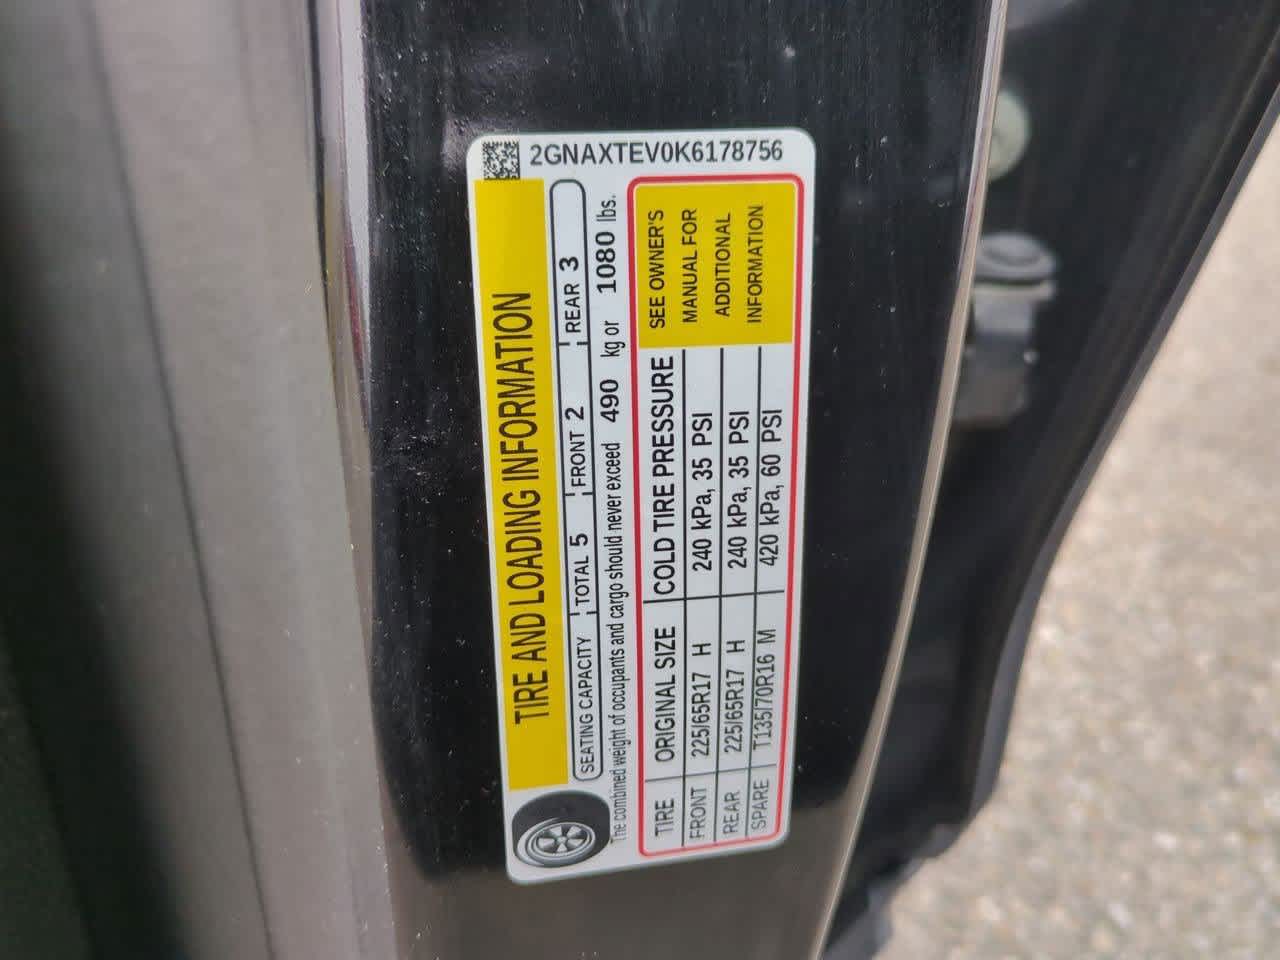 2GNAXTEV0K6178756
TIRE AND LOADING INFORMATION
SEATING CAPACITY TOTAL 5 FRONT 2 REAR 3
The combined weight of occupants and cargo should never exceed 490 kg or 1080 lbs.
TIRE ORIGINAL SIZE COLD TIRE PRESSURE
FRONT 225/65R17 H 240 kPa, 35 PSI
REAR 225/65R17 H 240 kPa, 35 PSI
SPARE T135/70R16 M 420 kPa, 60 PSI
SEE OWNER'S
MANUAL FOR
ADDITIONAL
INFORMATION